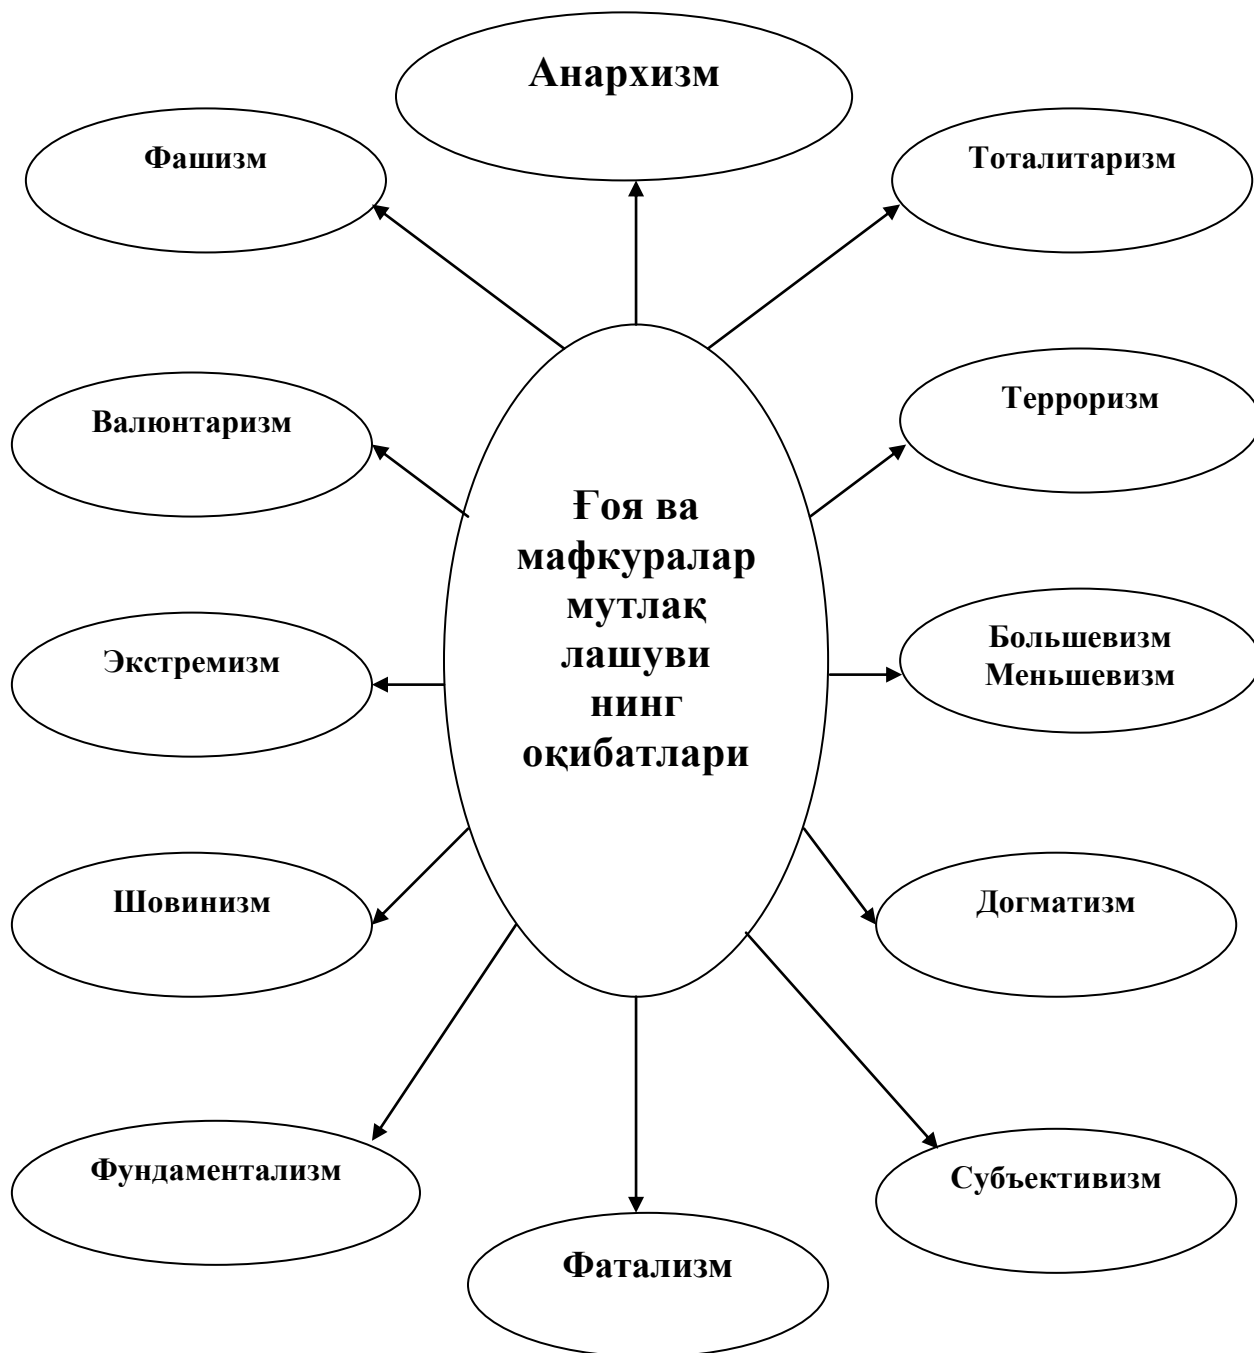 Анархизм
Фашизм
Тоталитаризм
Валюнтаризм
Терроризм
Ғоя ва
мафкуралар
мутлақ
лашуви
нинг
оқибатлари
Экстремизм
Большевизм
Меньшевизм
Шовинизм
Догматизм
Фундаментализм
Субъективизм
Фатализм